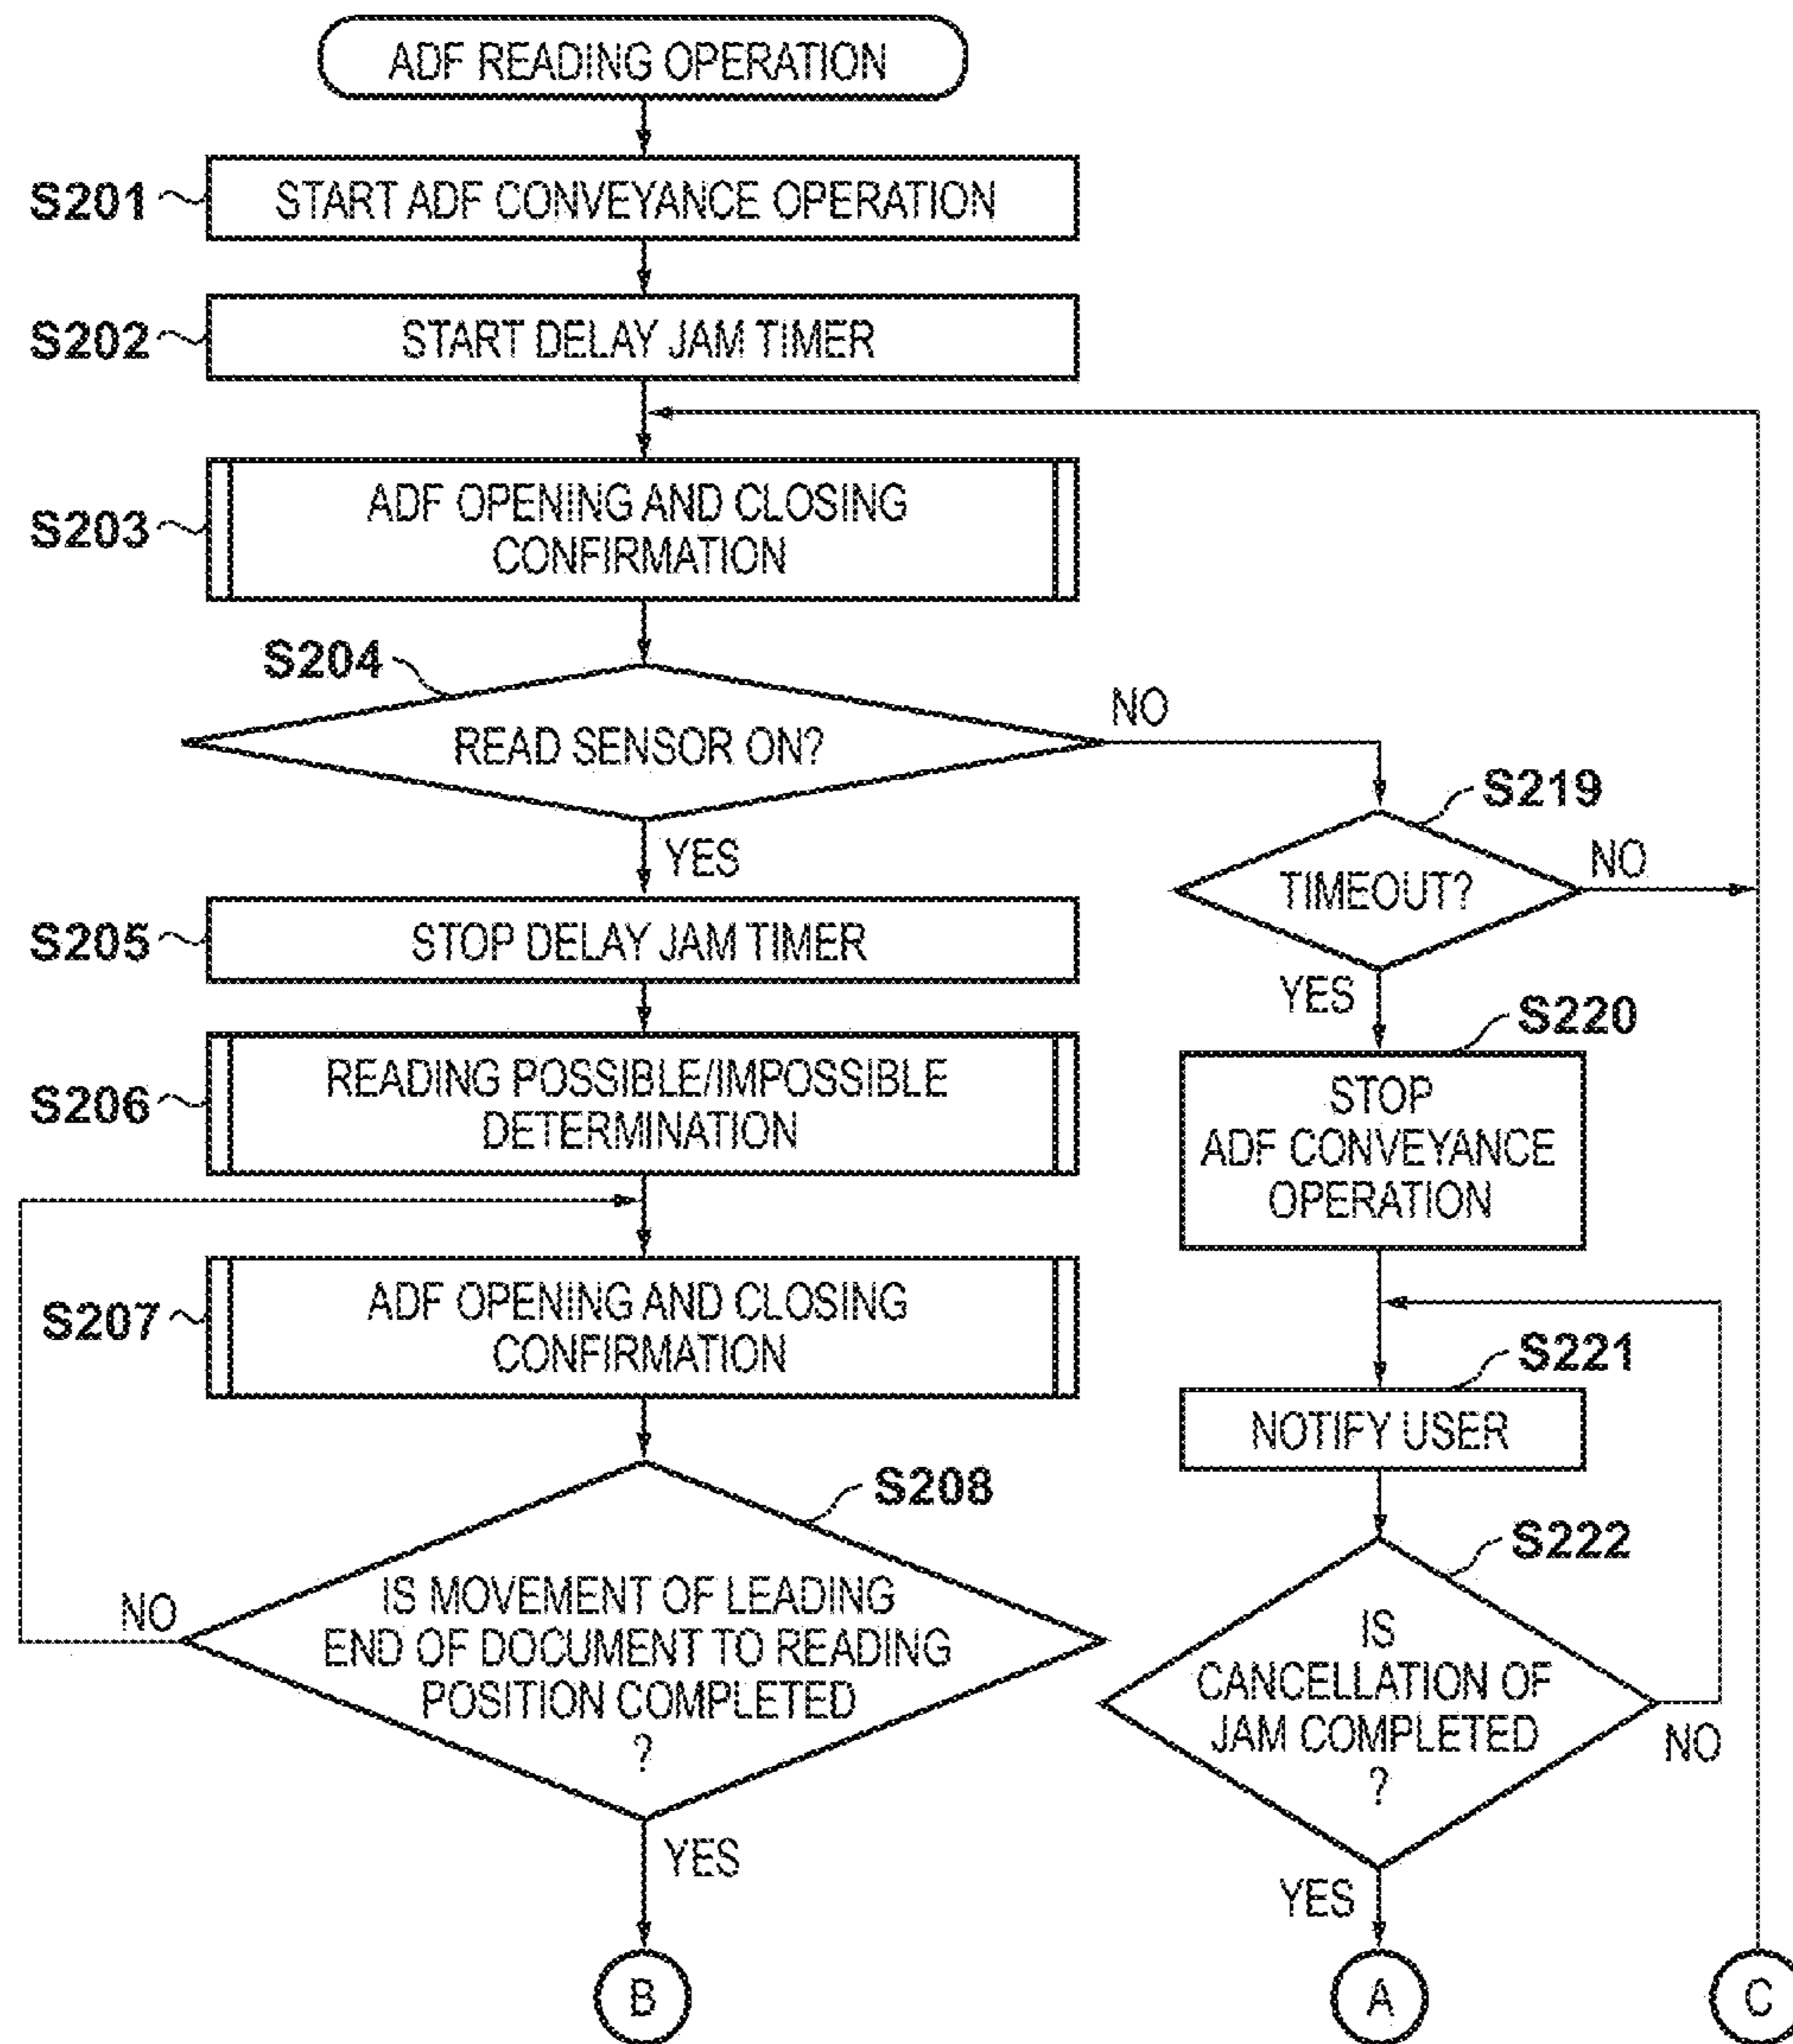 ADF READING OPERATION
S201
START ADF CONVEYANCE OPERATION
S202
START DELAY JAM TIMER
S203
ADF OPENING AND CLOSING
CONFIRMATION
S204
READ SENSOR ON?
NO
YES
S219
TIMEOUT?
NO
YES
S205
STOP DELAY JAM TIMER
S206
READING POSSIBLE/IMPOSSIBLE
DETERMINATION
S220
STOP
ADF CONVEYANCE
OPERATION
S207
ADF OPENING AND CLOSING
CONFIRMATION
S221
NOTIFY USER
S208
IS MOVEMENT OF LEADING
END OF DOCUMENT TO READING
POSITION COMPLETED
?
NO
YES
S222
IS
CANCELLATION OF
JAM COMPLETED
?
NO
YES
B
A
C